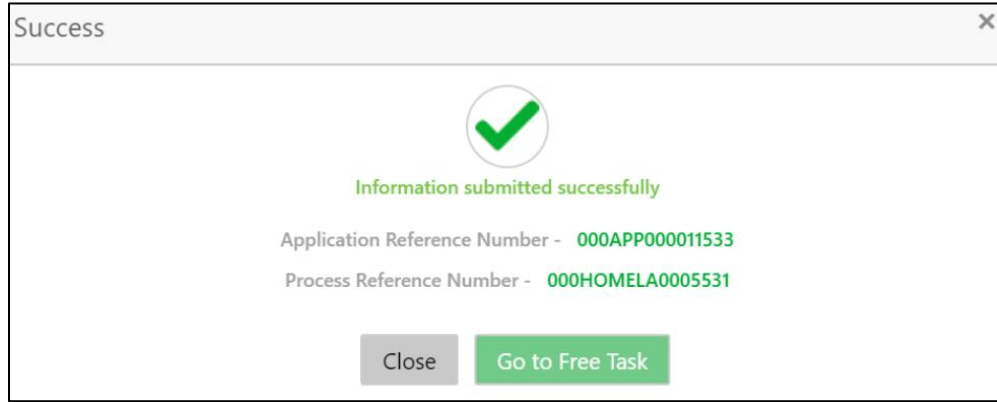 Success
×
Information submitted successfully
Application Reference Number - 000APP000011533
Process Reference Number - 000HOMELA0005531
Close Go to Free Task